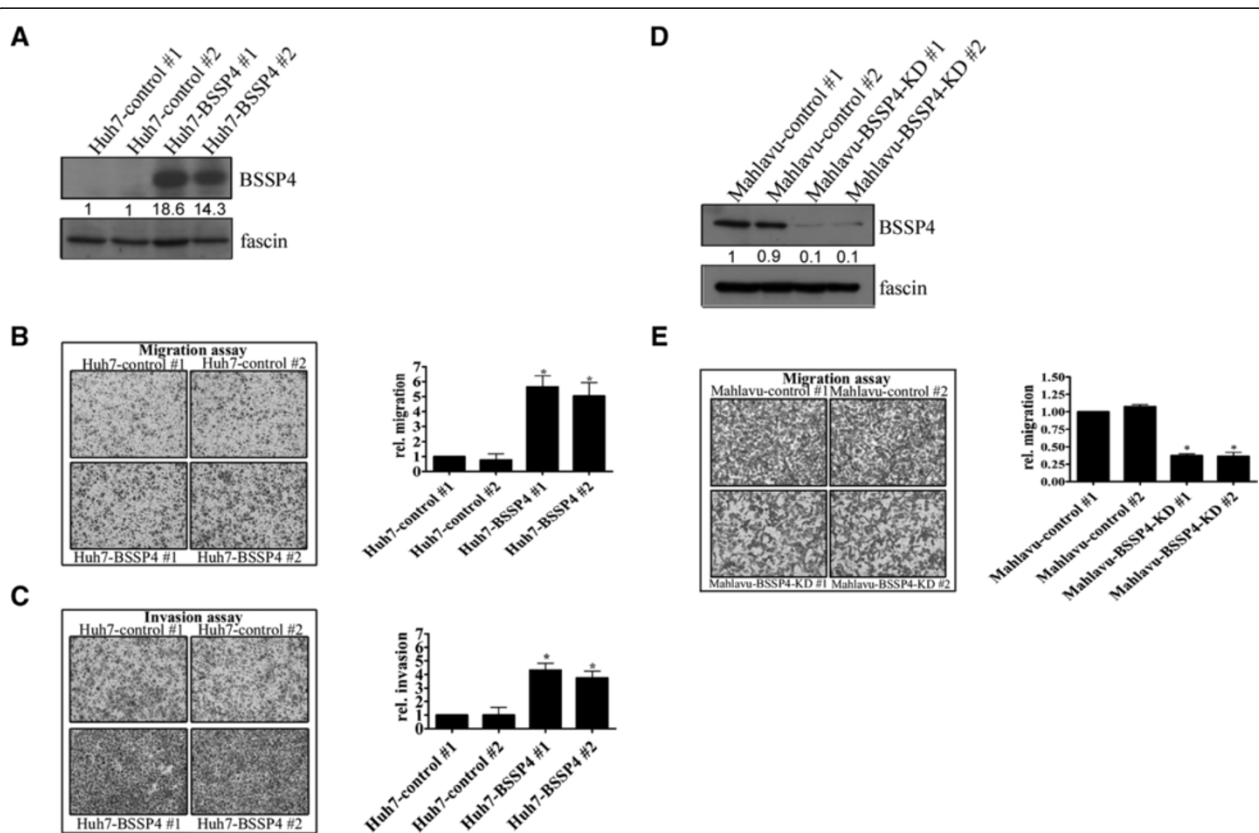 A
Huh7-control #1
Huh7-control #2
Huh7-BSSP4 #1
Huh7-BSSP4 #2
BSSP4
1 1 18.6 14.3
fascin
B
Migration assay
Huh7-control #1 Huh7-control #2
Huh7-BSSP4 #1 Huh7-BSSP4 #2
rel. migration
7
6
5
4
3
2
1
0
* *
Huh7-control #1
Huh7-control #2
Huh7-BSSP4 #1
Huh7-BSSP4 #2
C
Invasion assay
Huh7-control #1 Huh7-control #2
Huh7-BSSP4 #1 Huh7-BSSP4 #2
rel. invasion
7
6
5
4
3
2
1
0
* *
Huh7-control #1
Huh7-control #2
Huh7-BSSP4 #1
Huh7-BSSP4 #2
D
Mahlavu-control #1
Mahlavu-control #2
Mahlavu-BSSP4-KD #1
Mahlavu-BSSP4-KD #2
BSSP4
1 0.9 0.1 0.1
fascin
E
Migration assay
Mahlavu-control #1 Mahlavu-control #2
Mahlavu-BSSP4-KD #1 Mahlavu-BSSP4-KD #2
rel. migration
1.50
1.25
1.00
0.75
0.50
0.25
0.00
* *
Mahlavu-control #1
Mahlavu-control #2
Mahlavu-BSSP4-KD #1
Mahlavu-BSSP4-KD #2